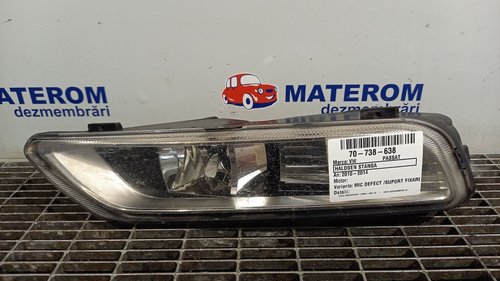 MATEROM
dezmembrări
MATEROM
dezmembrări
70-738-638
Marca: VW PASSAT
HALOGEN STANGA
An: 2010 - 2014
Motor:
Varianta: MIC DEFECT /SUPORT FIXARE
Detalii: